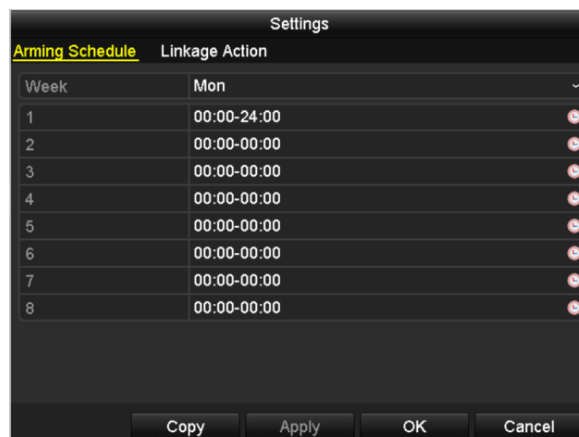 Settings
Arming Schedule Linkage Action
Week Mon
1 00:00-24:00
2 00:00-00:00
3 00:00-00:00
4 00:00-00:00
5 00:00-00:00
6 00:00-00:00
7 00:00-00:00
8 00:00-00:00
Copy Apply OK Cancel